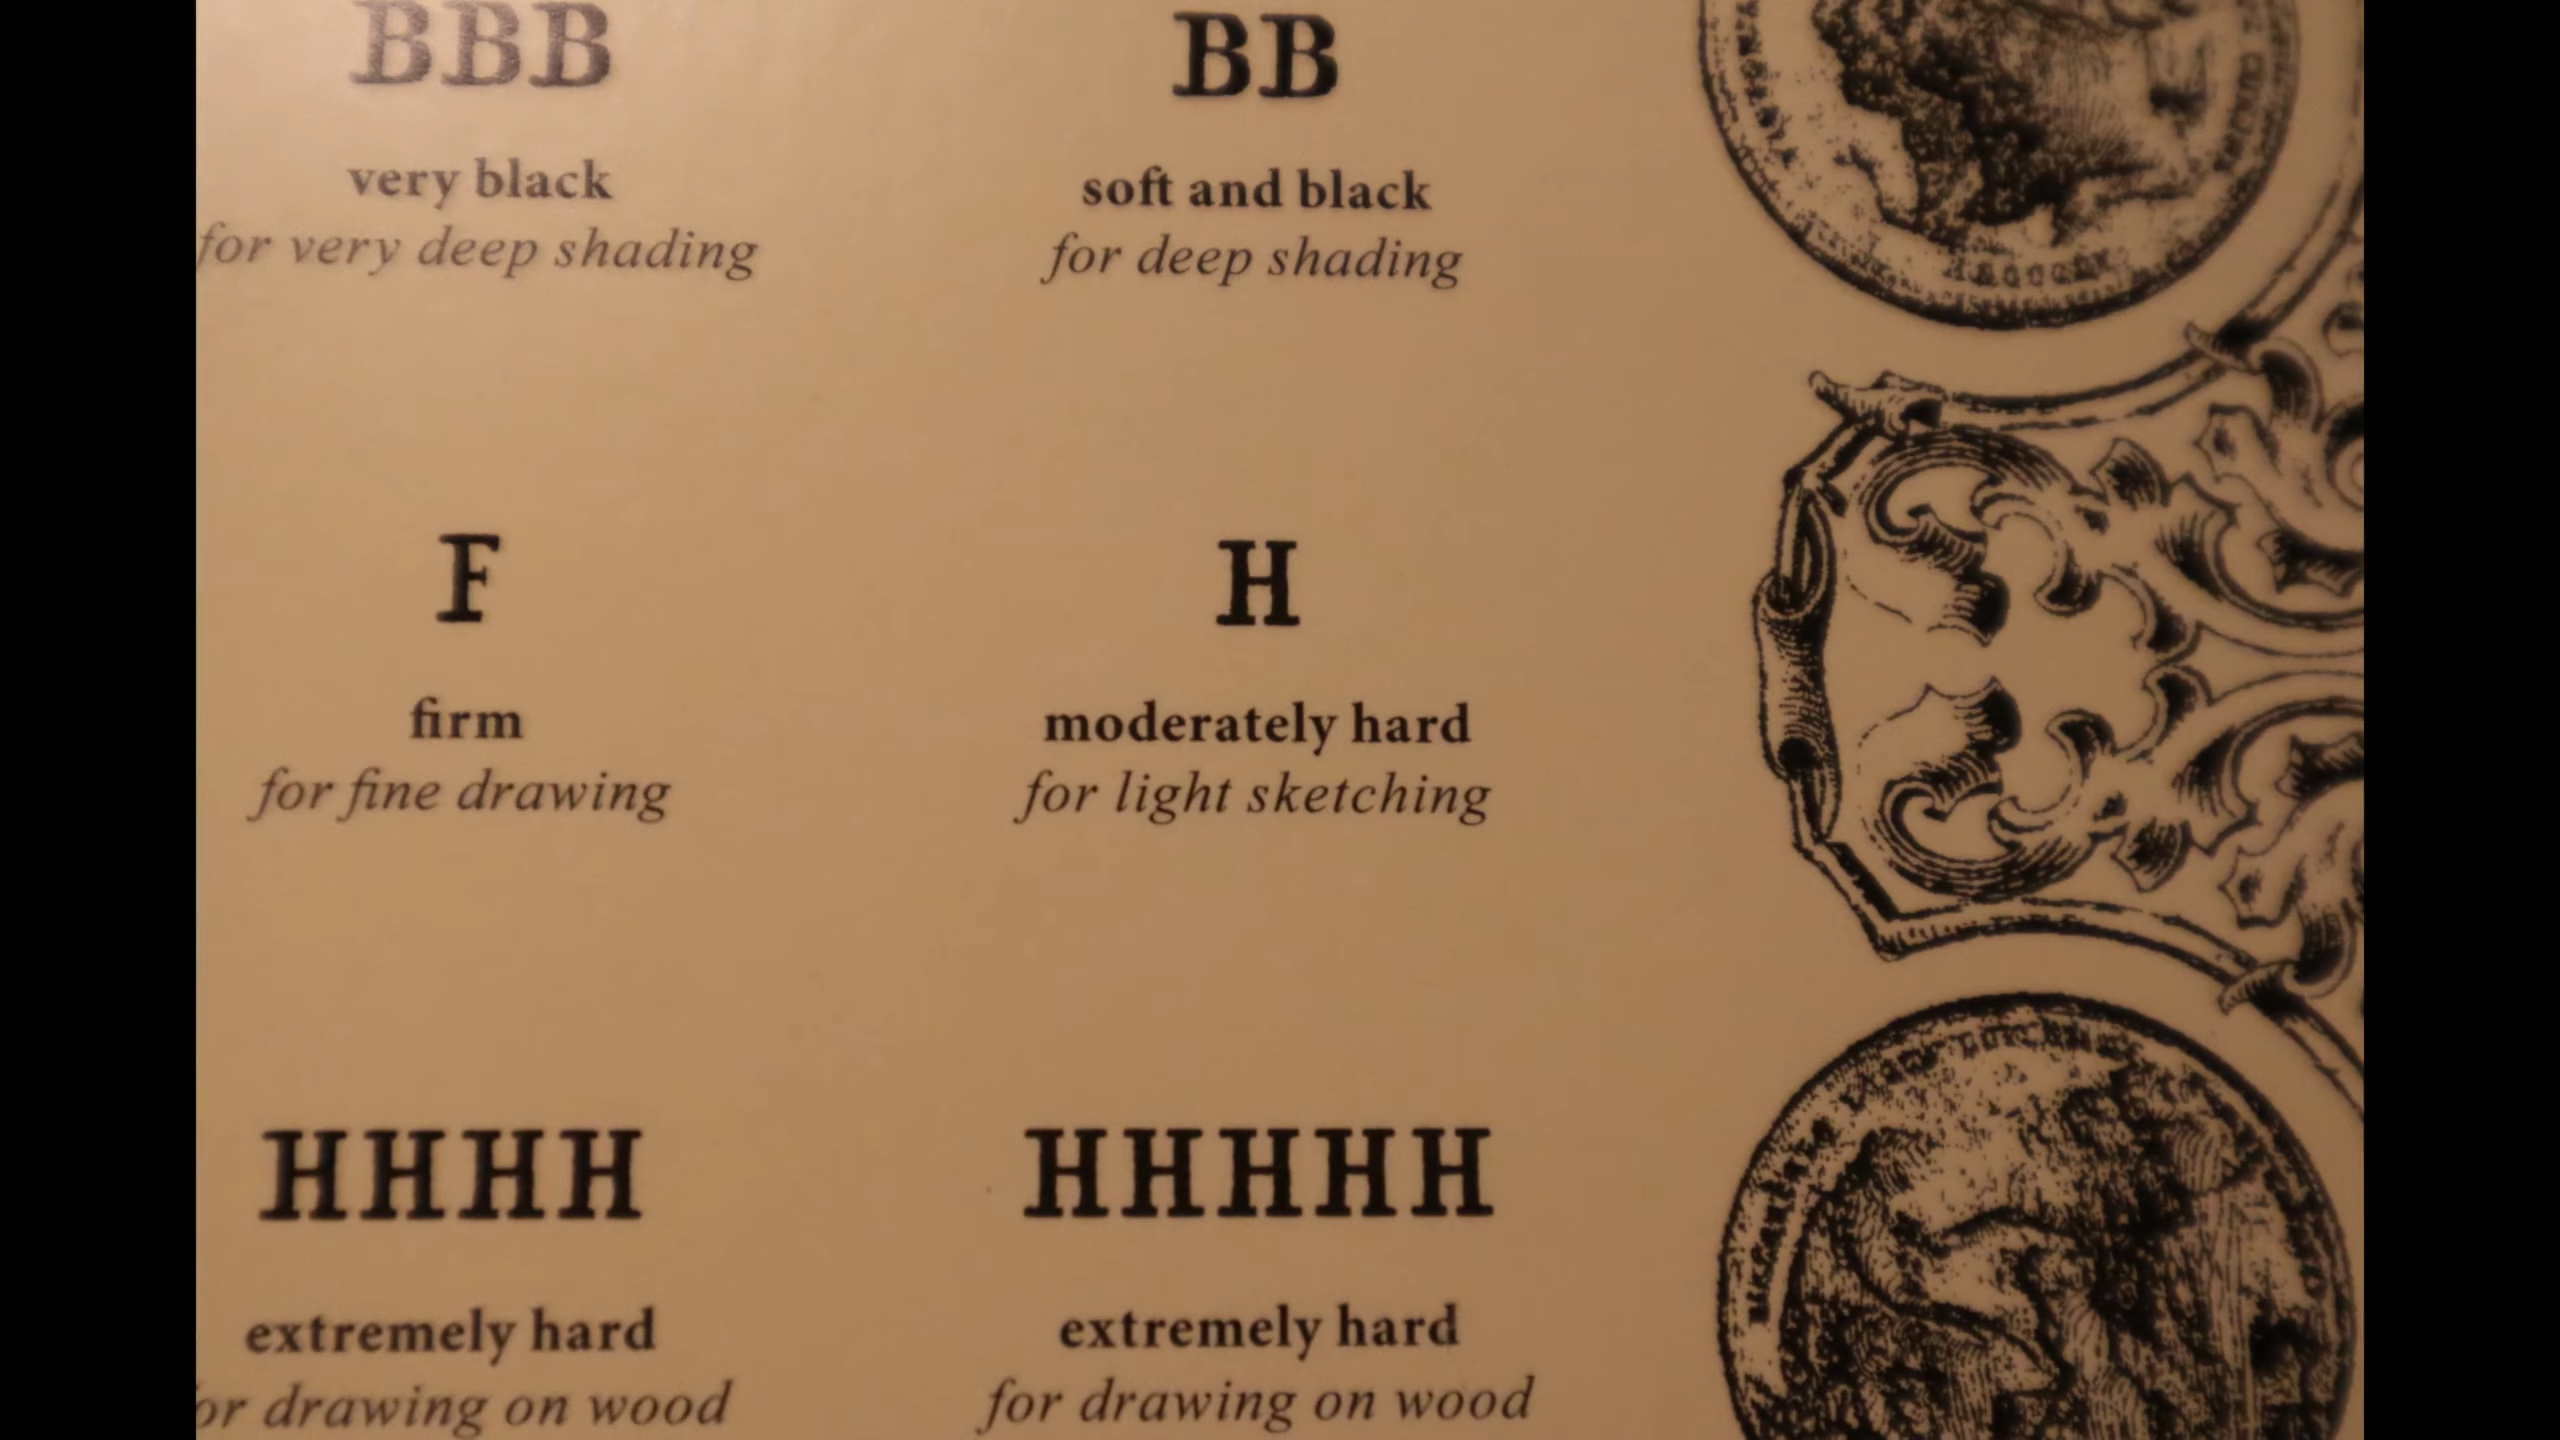 BBB
very black
for very deep shading
BB
soft and black
for deep shading
F
firm
for fine drawing
H
moderately hard
for light sketching
HHHH
extremely hard
or drawing on wood
HHHHH
extremely hard
for drawing on wood